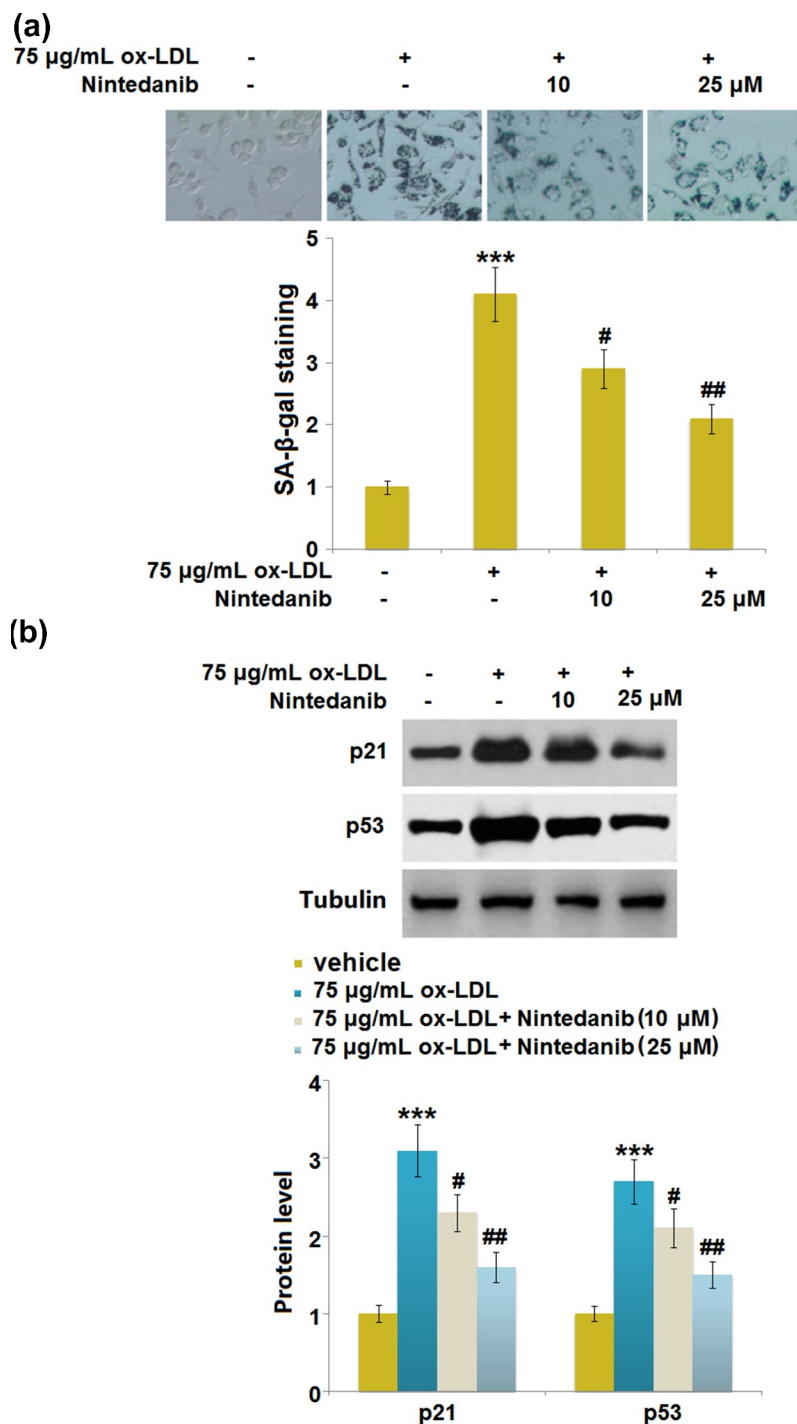 (a)
75 µg/mL ox-LDL - + + +
Nintedanib - - 10 25 µM
5
4
3
2
1
0
SA-β-gal staining
***
#
##
75 µg/mL ox-LDL - + + +
Nintedanib - - 10 25 µM
(b)
75 µg/mL ox-LDL - + + +
Nintedanib - - 10 25 µM
p21
p53
Tubulin
vehicle
75 µg/mL ox-LDL
75 µg/mL ox-LDL+ Nintedanib (10 µM)
75 µg/mL ox-LDL+ Nintedanib (25 µM)
4
3
2
1
0
Protein level
*** # ##
*** # ##
p21 p53